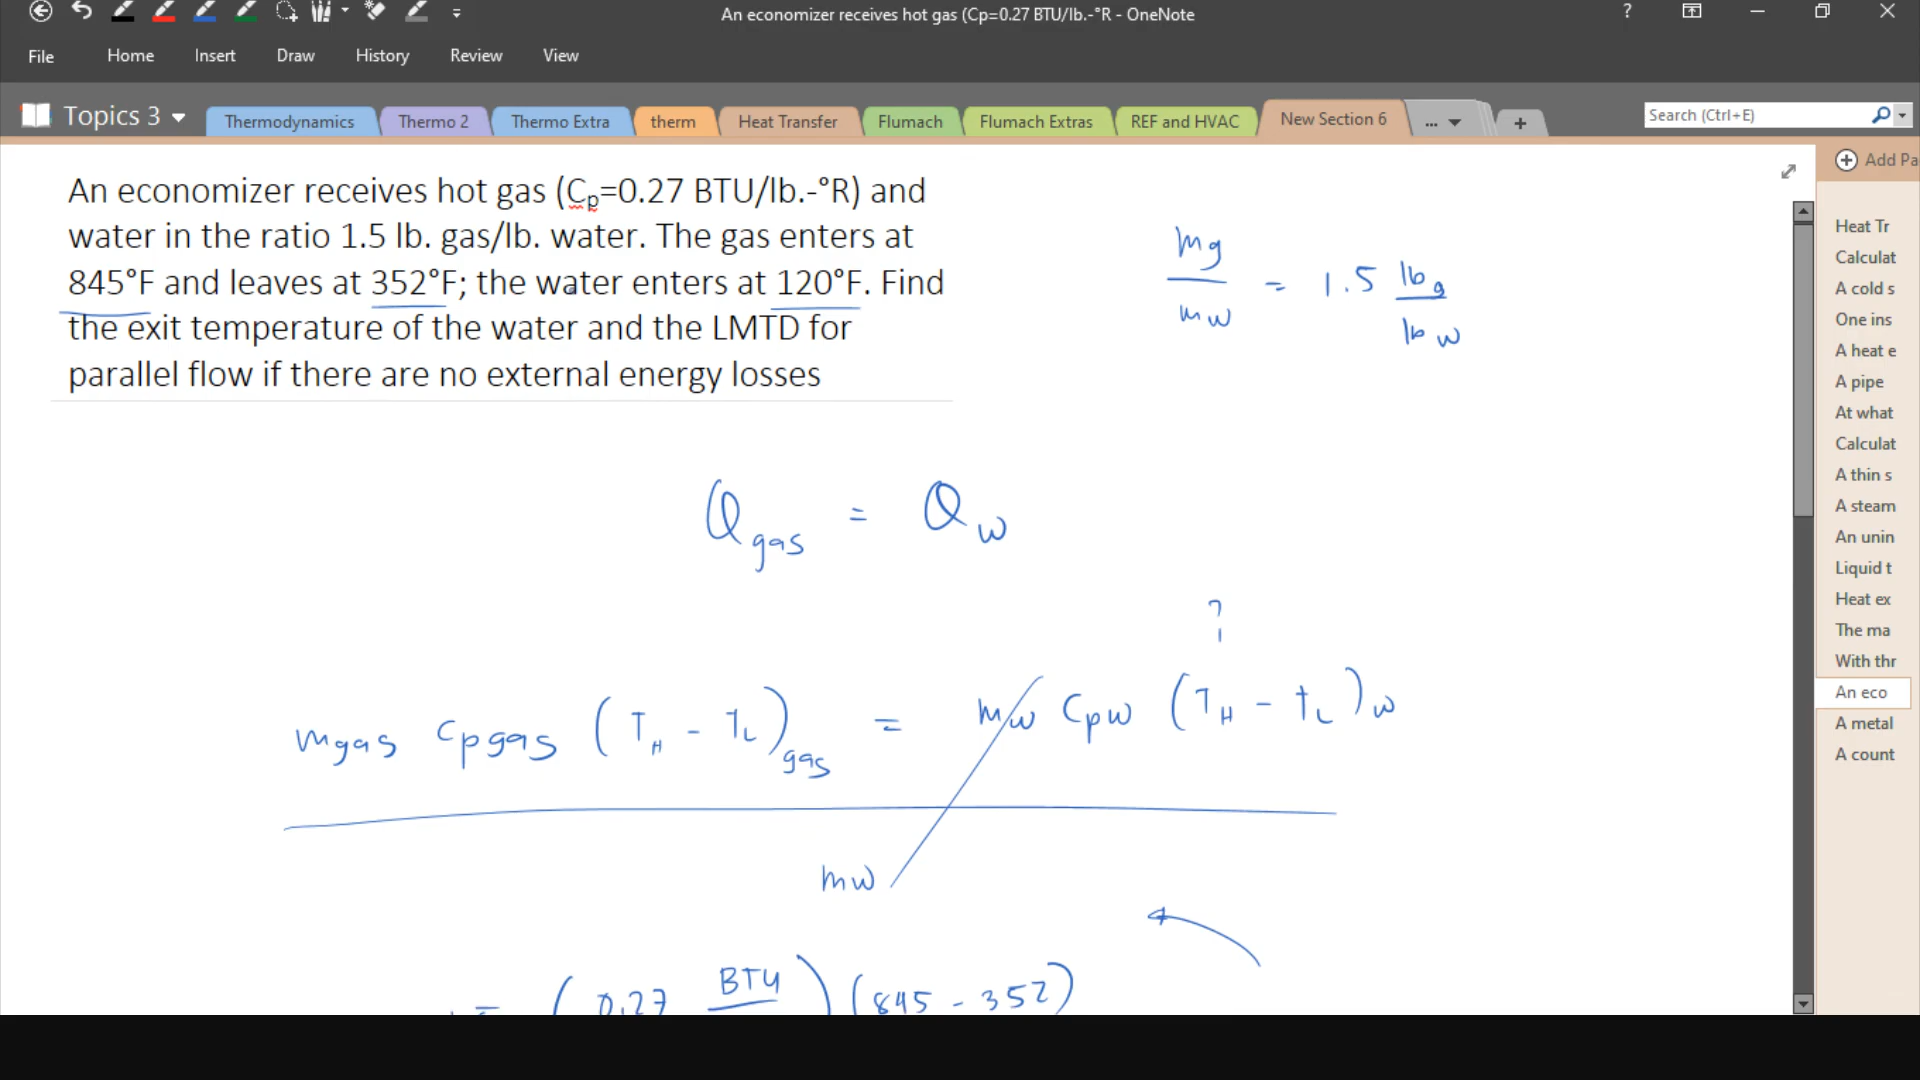 An economizer receives hot gas (Cp=0.27 BTU/lb.-°R - OneNote
?
File Home Insert Draw History Review View
Topics 3
Thermodynamics Thermo 2 Thermo Extra therm Heat Transfer Flumach Flumach Extras REF and HVAC New Section 6 ... +
Search (Ctrl+E)
Add Pa
An economizer receives hot gas (Cp=0.27 BTU/lb.-°R) and
water in the ratio 1.5 lb. gas/lb. water. The gas enters at
845°F and leaves at 352°F; the water enters at 120°F. Find
the exit temperature of the water and the LMTD for
parallel flow if there are no external energy losses
mg
mw
= 1.5
lbg
lbw
Qgas = Qw
?
mgas cpgas (TH - TL)gas = mw cpw (TH - tL)w
mw
(0.27 BTU) (845 - 352)
Heat Tr
Calculat
A cold s
One ins
A heat e
A pipe
At what
Calculat
A thin s
A steam
An unin
Liquid t
Heat ex
The ma
With thr
An eco
A metal
A count